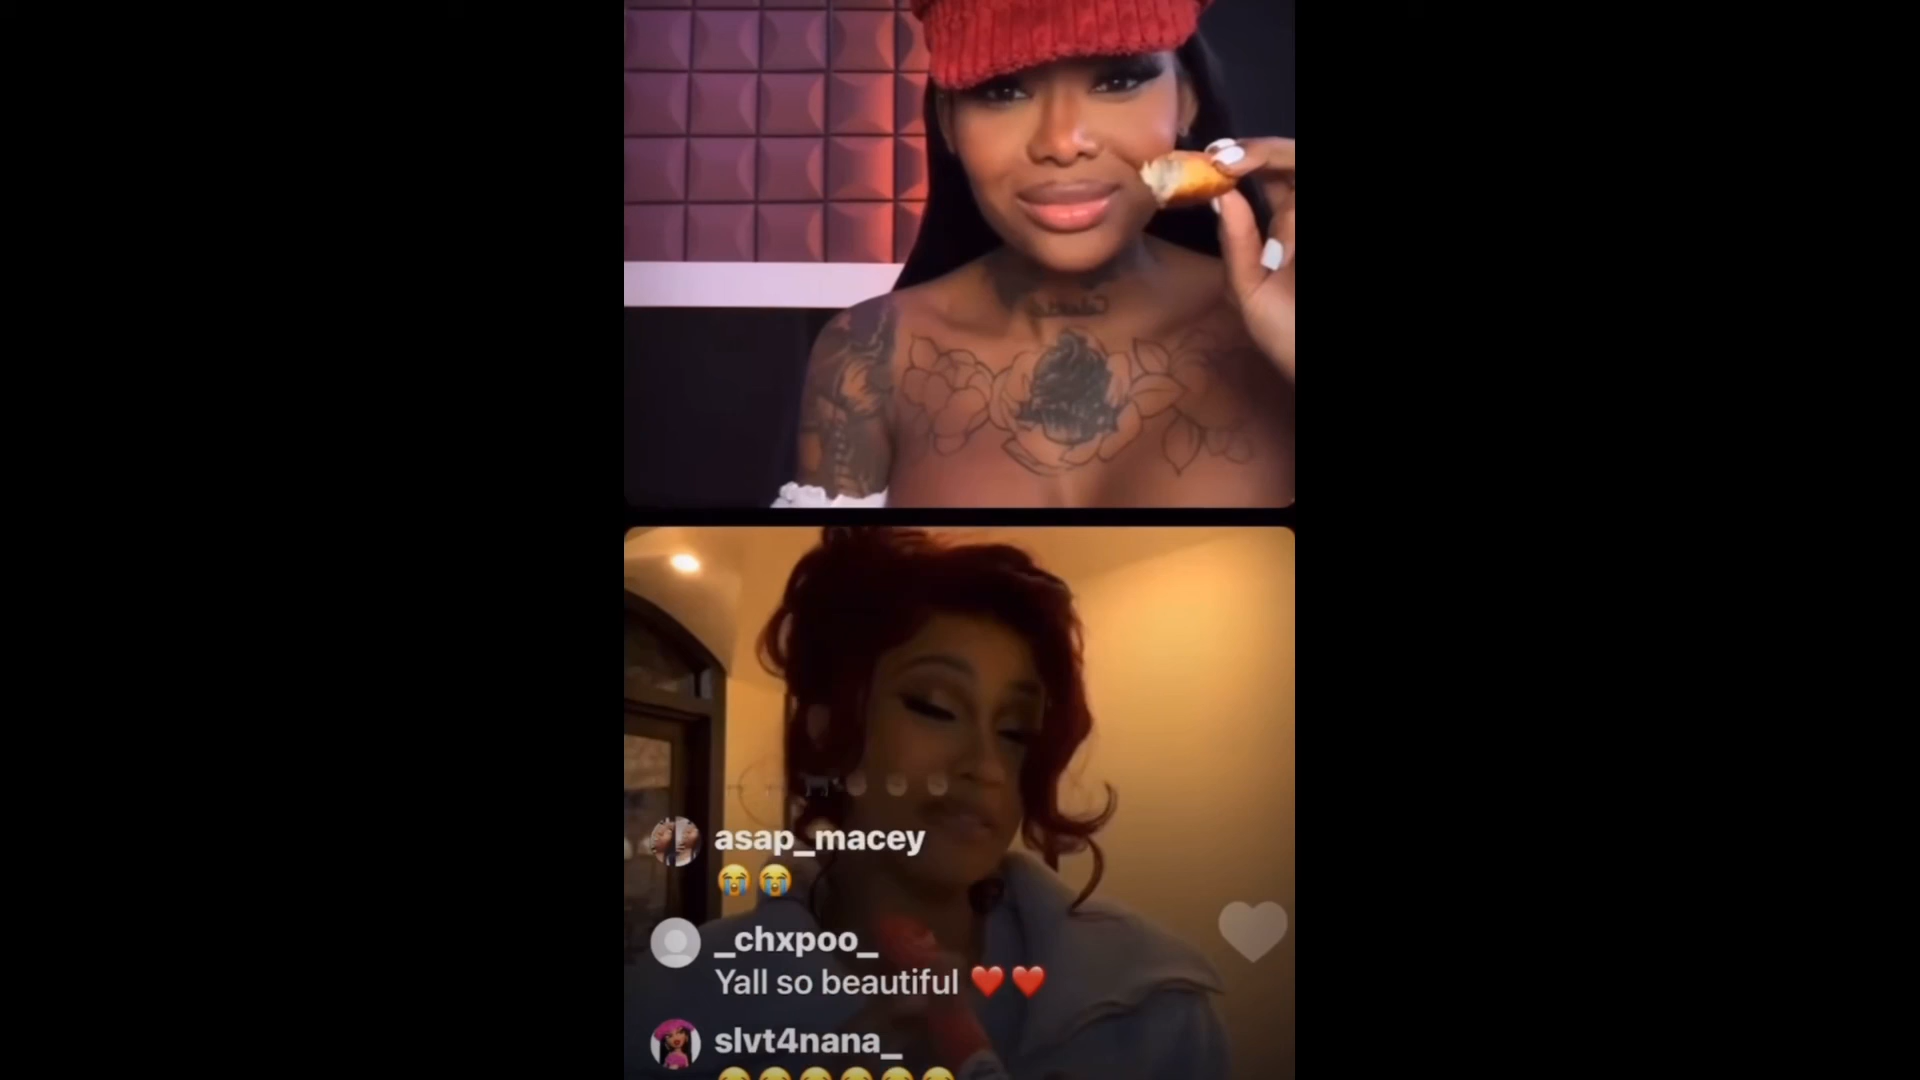 asap_macey
😭😭
_chxpoo_
Yall so beautiful ❤️❤️
slvt4nana_
😭😭😭😭😭😭